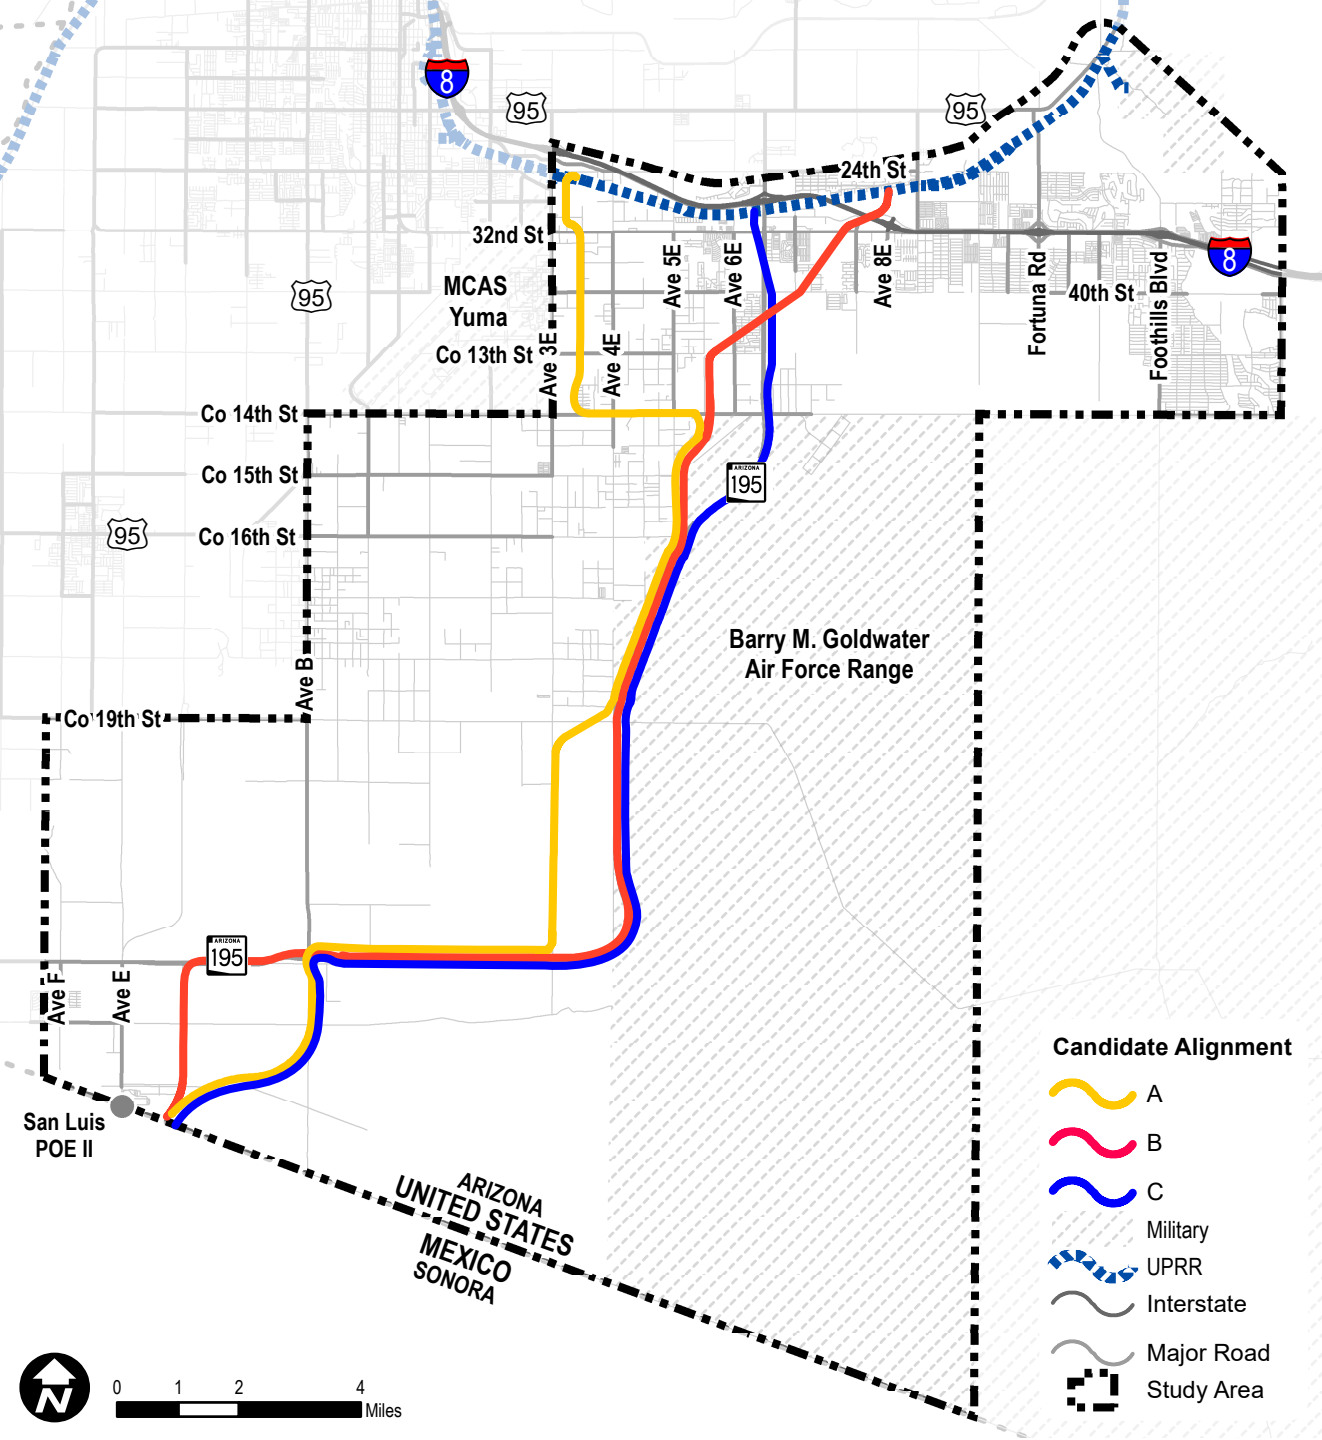 8
95
95
24th St
32nd St
MCAS
Yuma
Ave 5E
Ave 6E
Ave 8E
Fortuna Rd
40th St
Foothills Blvd
8
95
Co 13th St
Ave 3E
Ave 4E
Co 14th St
Co 15th St
ARIZONA
195
95
Co 16th St
Barry M. Goldwater
Air Force Range
Ave B
Co 19th St
ARIZONA
195
Ave F
Ave E
San Luis
POE II
ARIZONA
UNITED STATES
MEXICO
SONORA
Candidate Alignment
A
B
C
Military
UPRR
Interstate
Major Road
Study Area
N
0 1 2 4
Miles